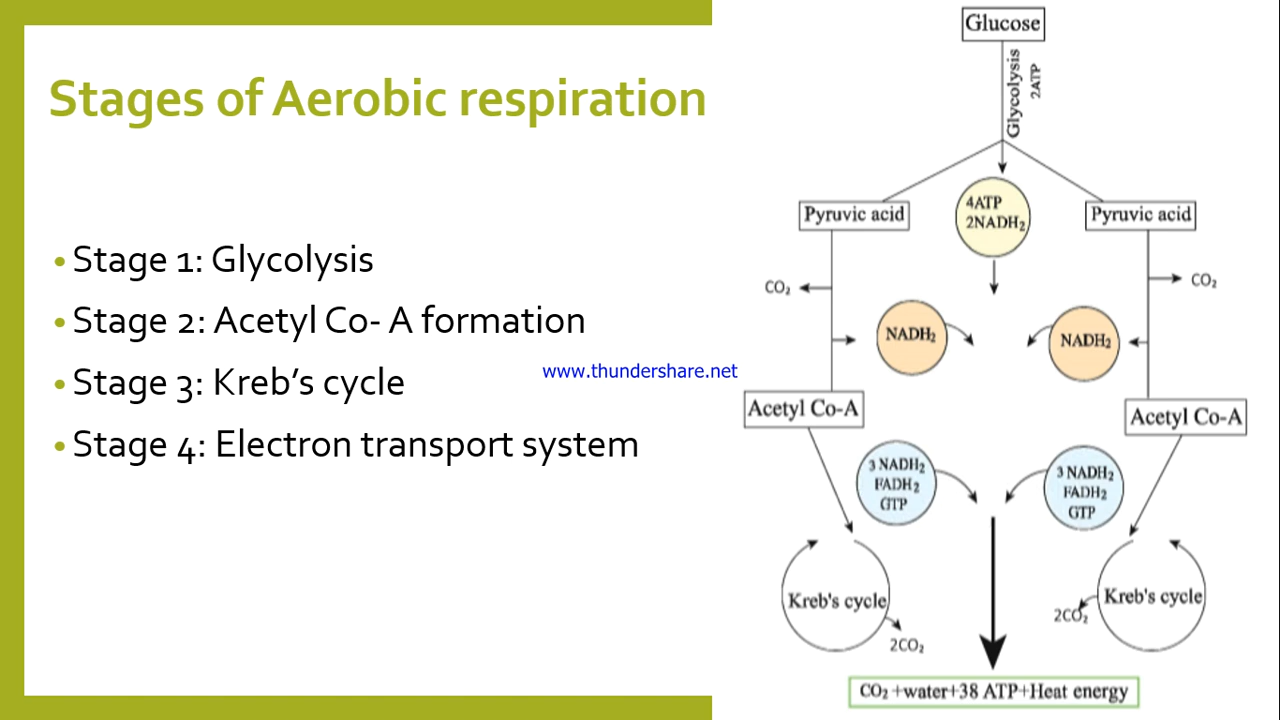 Stages of Aerobic respiration
• Stage 1: Glycolysis
• Stage 2: Acetyl Co- A formation
• Stage 3: Kreb’s cycle
• Stage 4: Electron transport system
www.thundershare.net
Glucose
Glycolysis
2ATP
Pyruvic acid
4ATP
2NADH₂
Pyruvic acid
CO₂
CO₂
NADH₂
NADH₂
Acetyl Co-A
Acetyl Co-A
3 NADH₂
FADH₂
GTP
3 NADH₂
FADH₂
GTP
Kreb's cycle
2CO₂
Kreb's cycle
2CO₂
CO₂ +water+38 ATP+Heat energy